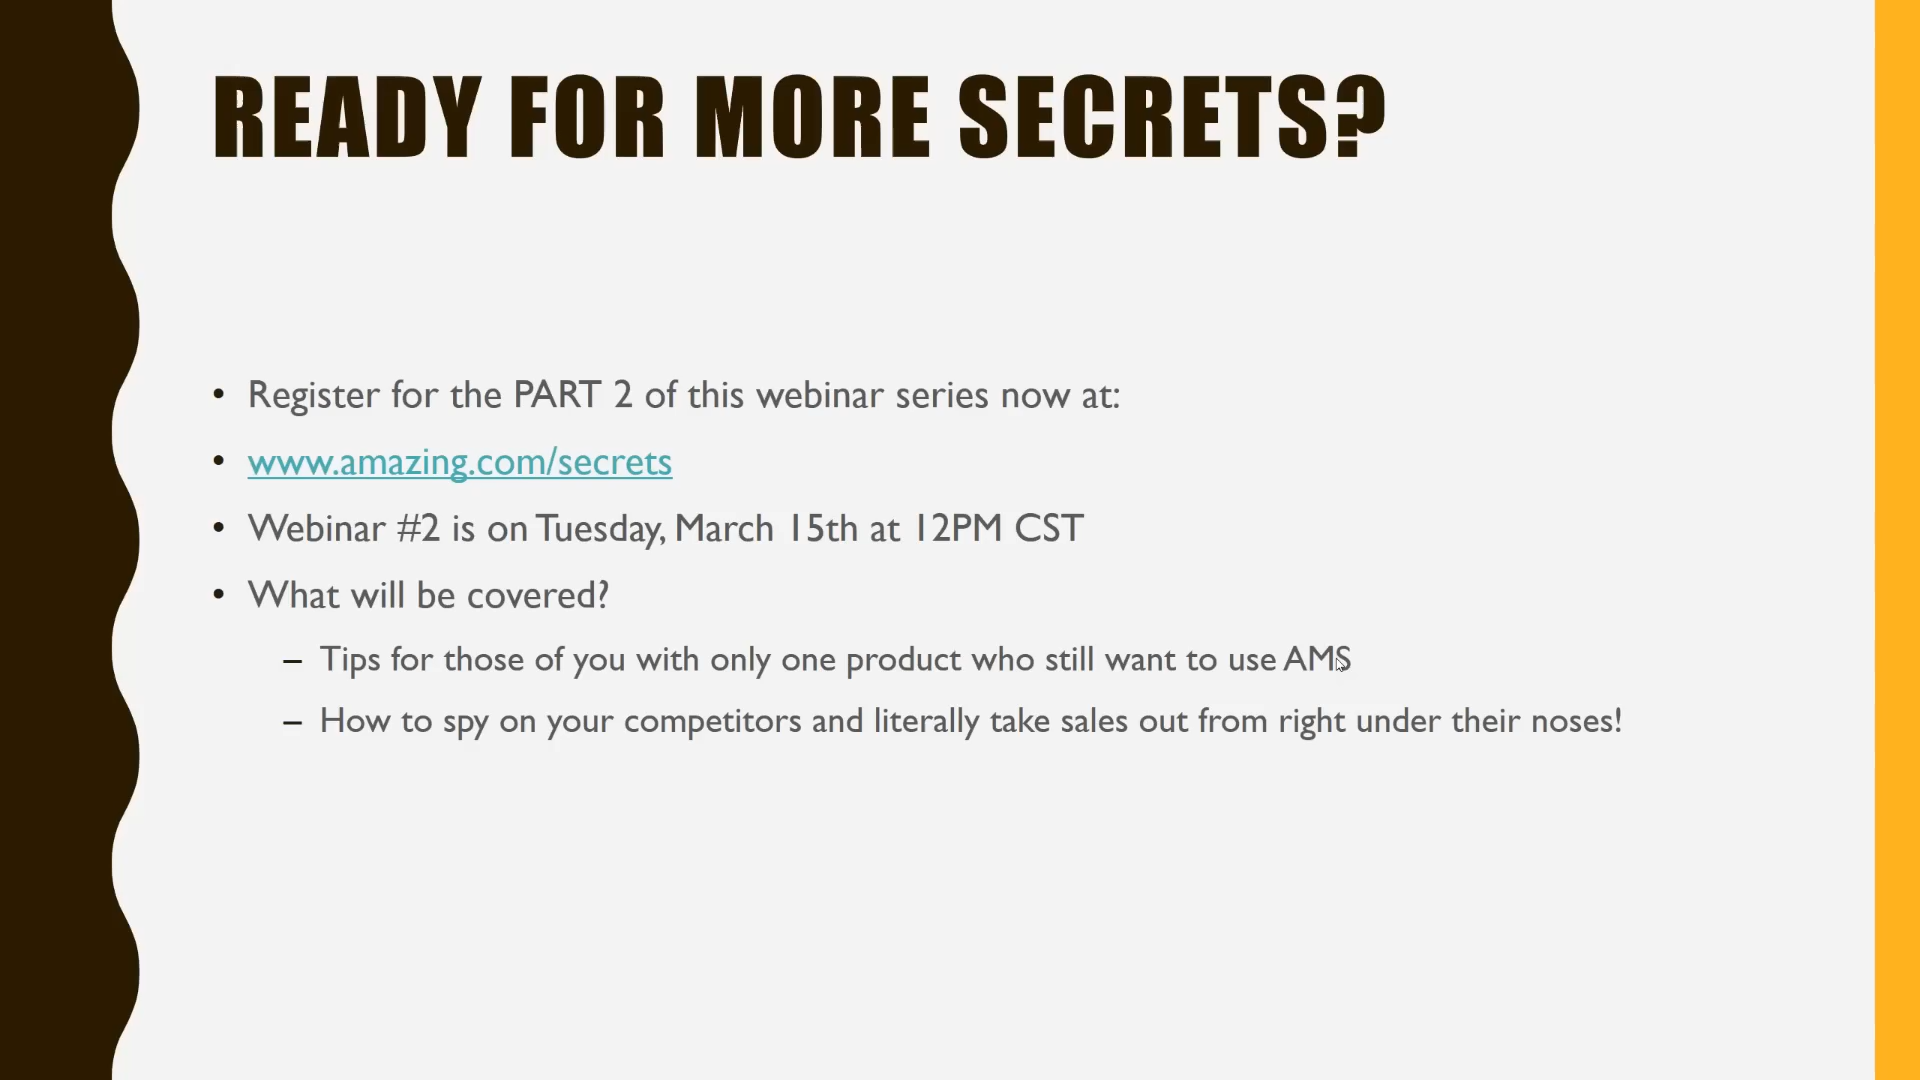 READY FOR MORE SECRETS?
• Register for the PART 2 of this webinar series now at:
• www.amazing.com/secrets
• Webinar #2 is on Tuesday, March 15th at 12PM CST
• What will be covered?
– Tips for those of you with only one product who still want to use AMS
– How to spy on your competitors and literally take sales out from right under their noses!